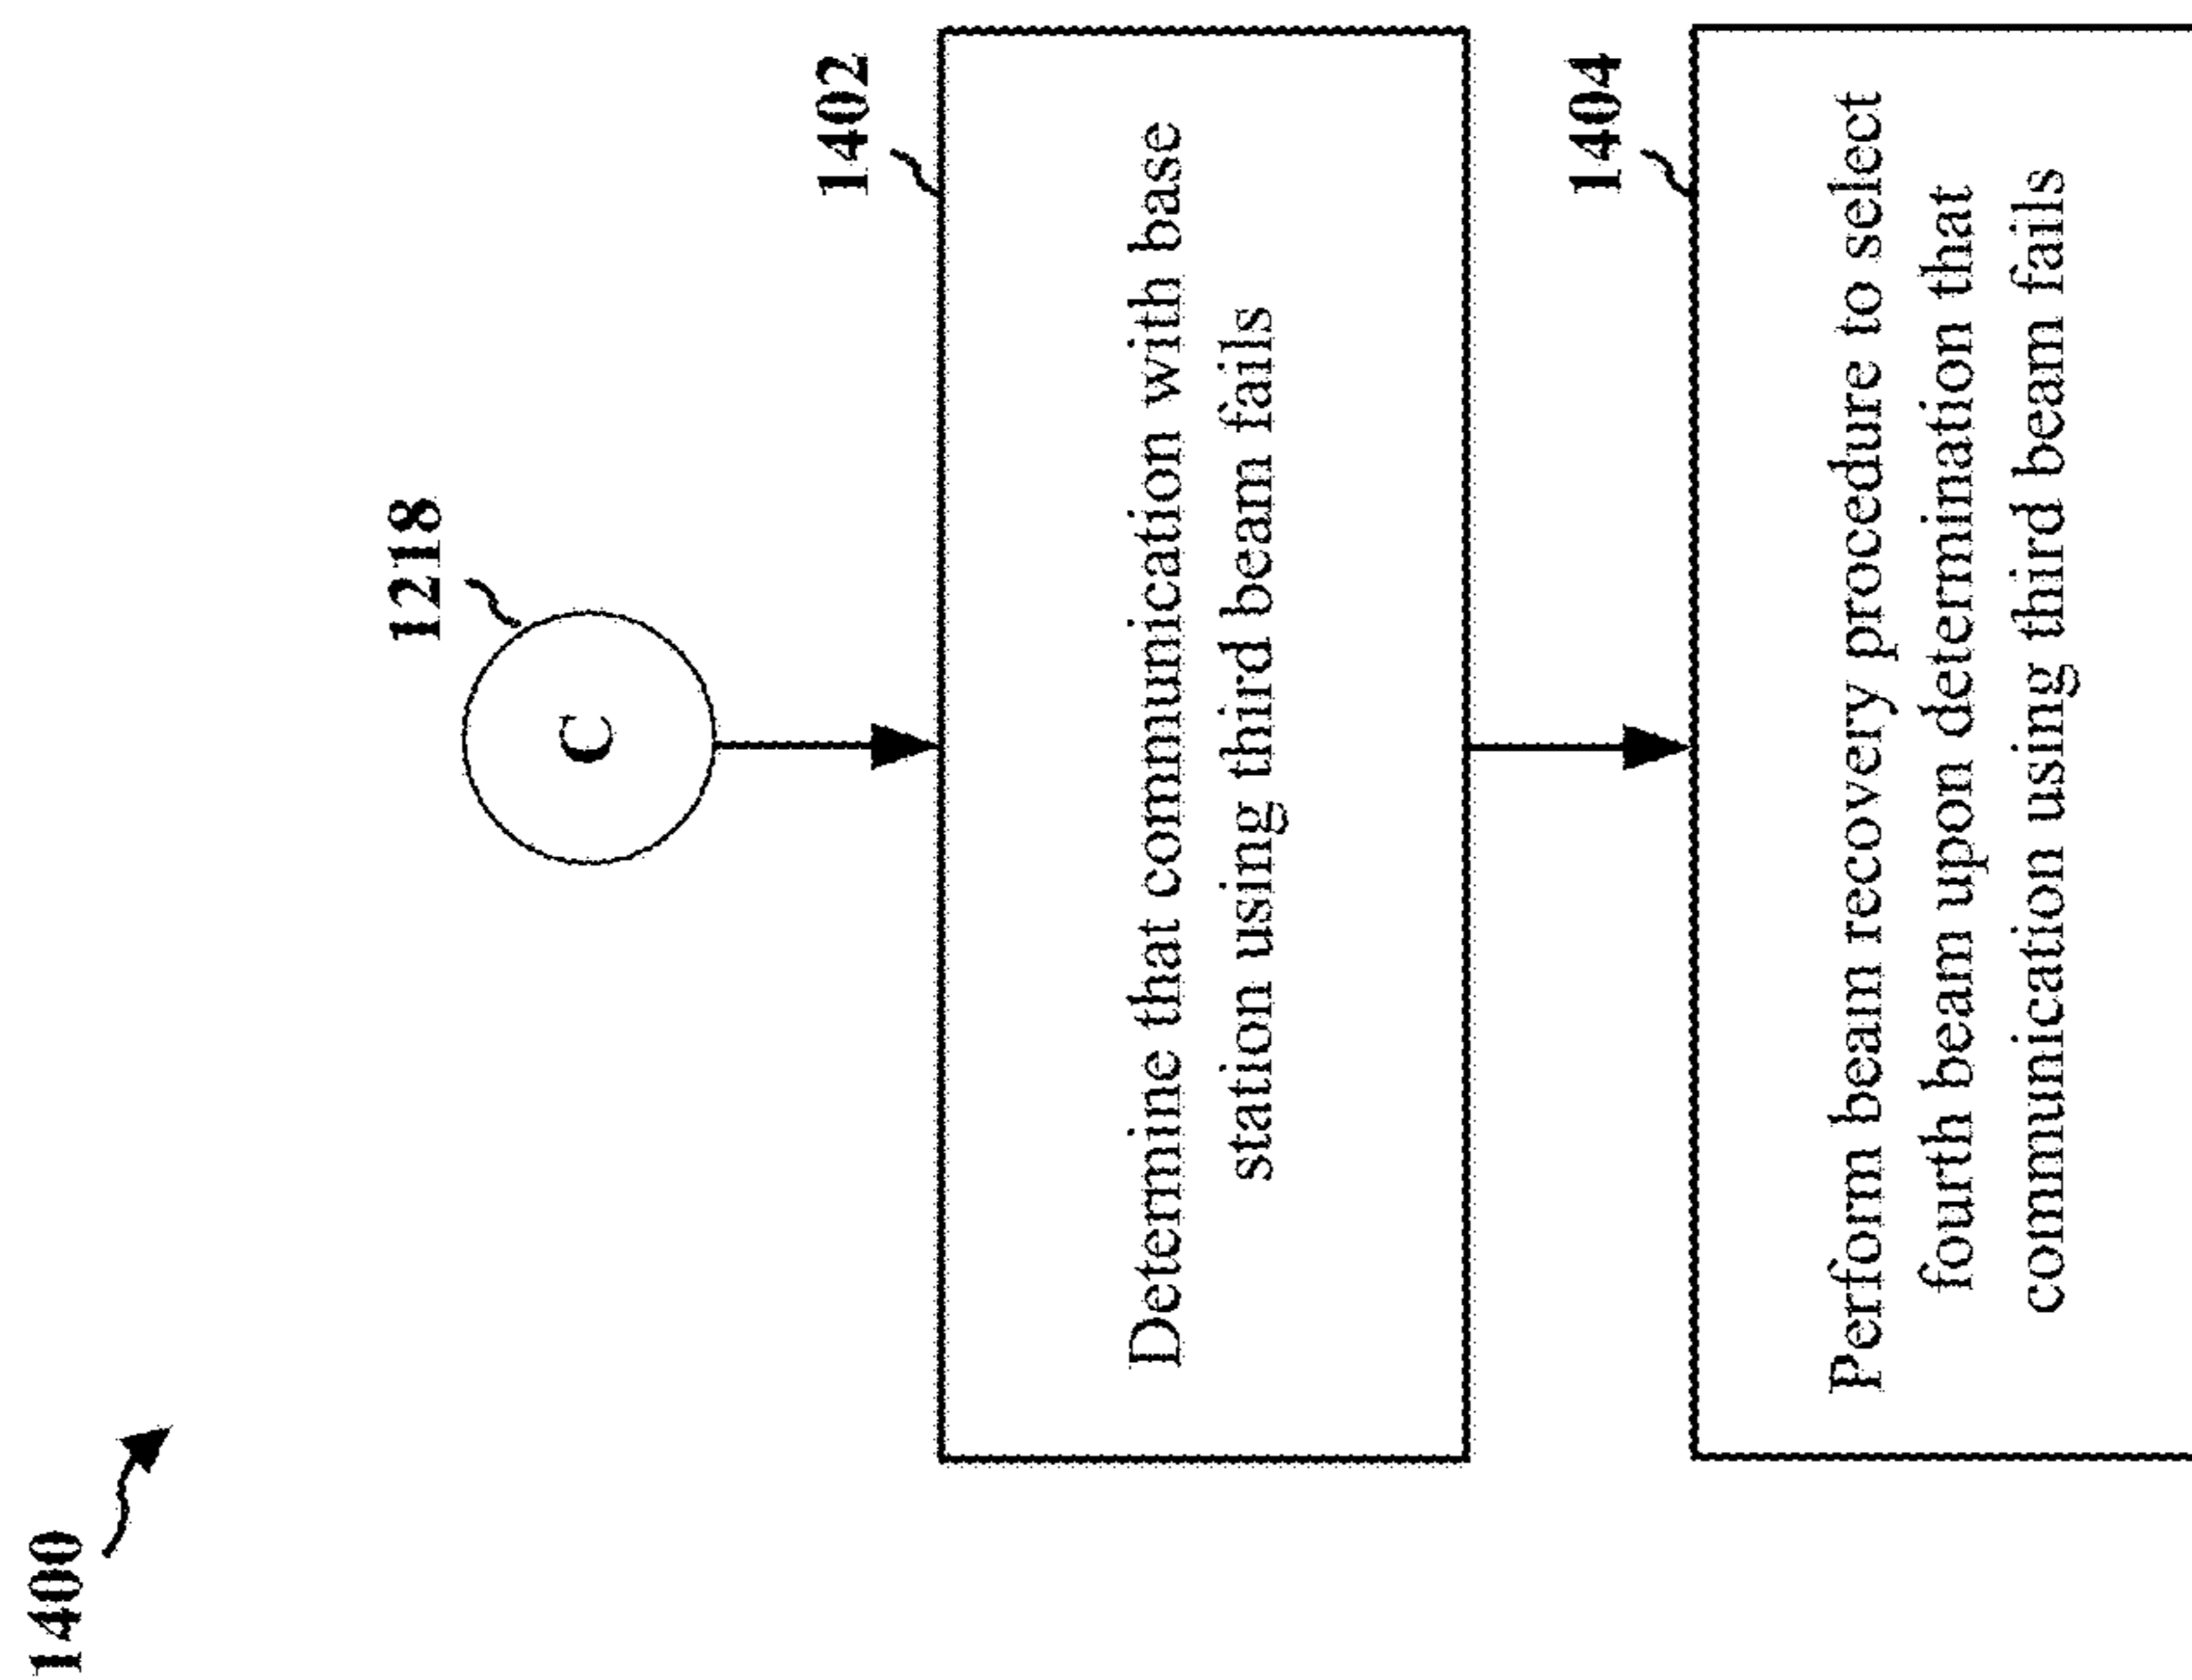 1400
1218
C
1402
Determine that communication with base
station using third beam fails
1404
Perform beam recovery procedure to select
fourth beam upon determination that
communication using third beam fails